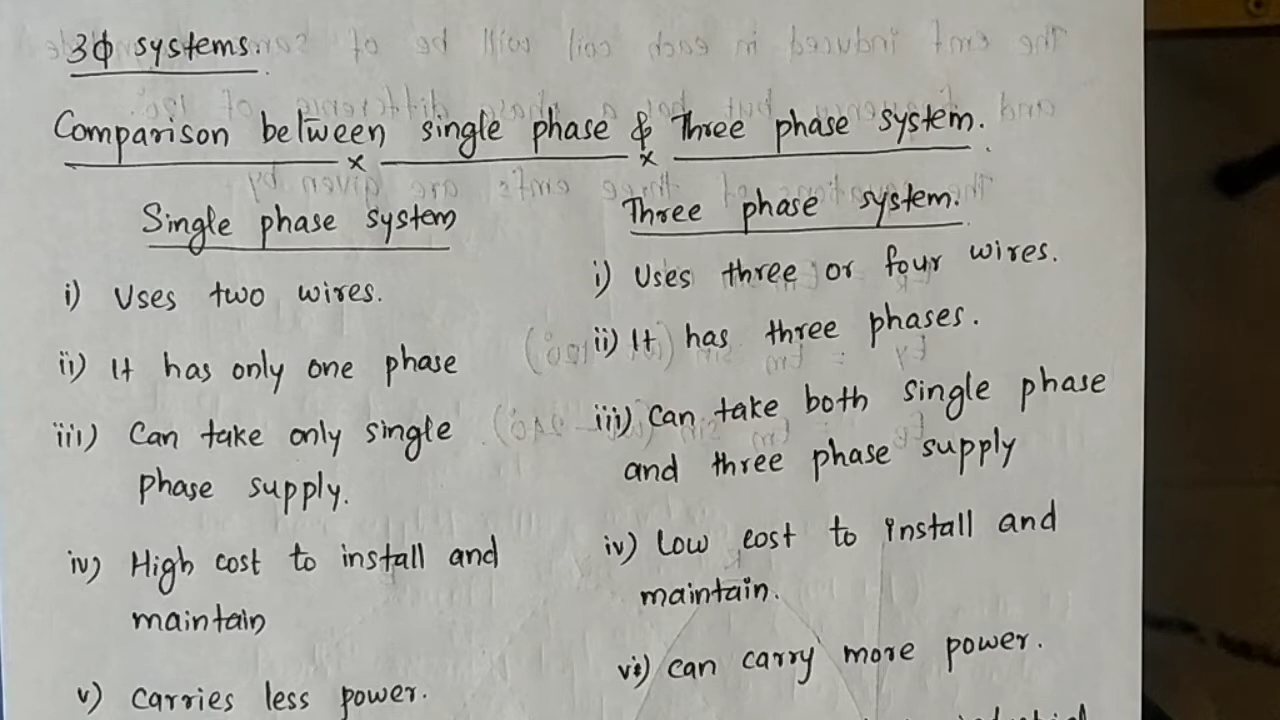 3ϕ systems.
Comparison between single phase & Three phase system.
Single phase system
i) Uses two wires.
ii) It has only one phase
iii) Can take only single
phase supply.
iv) High cost to install and
maintain
v) Carries less power.
Three phase system.
i) Uses three or four wires.
ii) It has three phases.
iii) Can take both single phase
and three phase supply
iv) Low cost to install and
maintain.
v) Can carry more power.